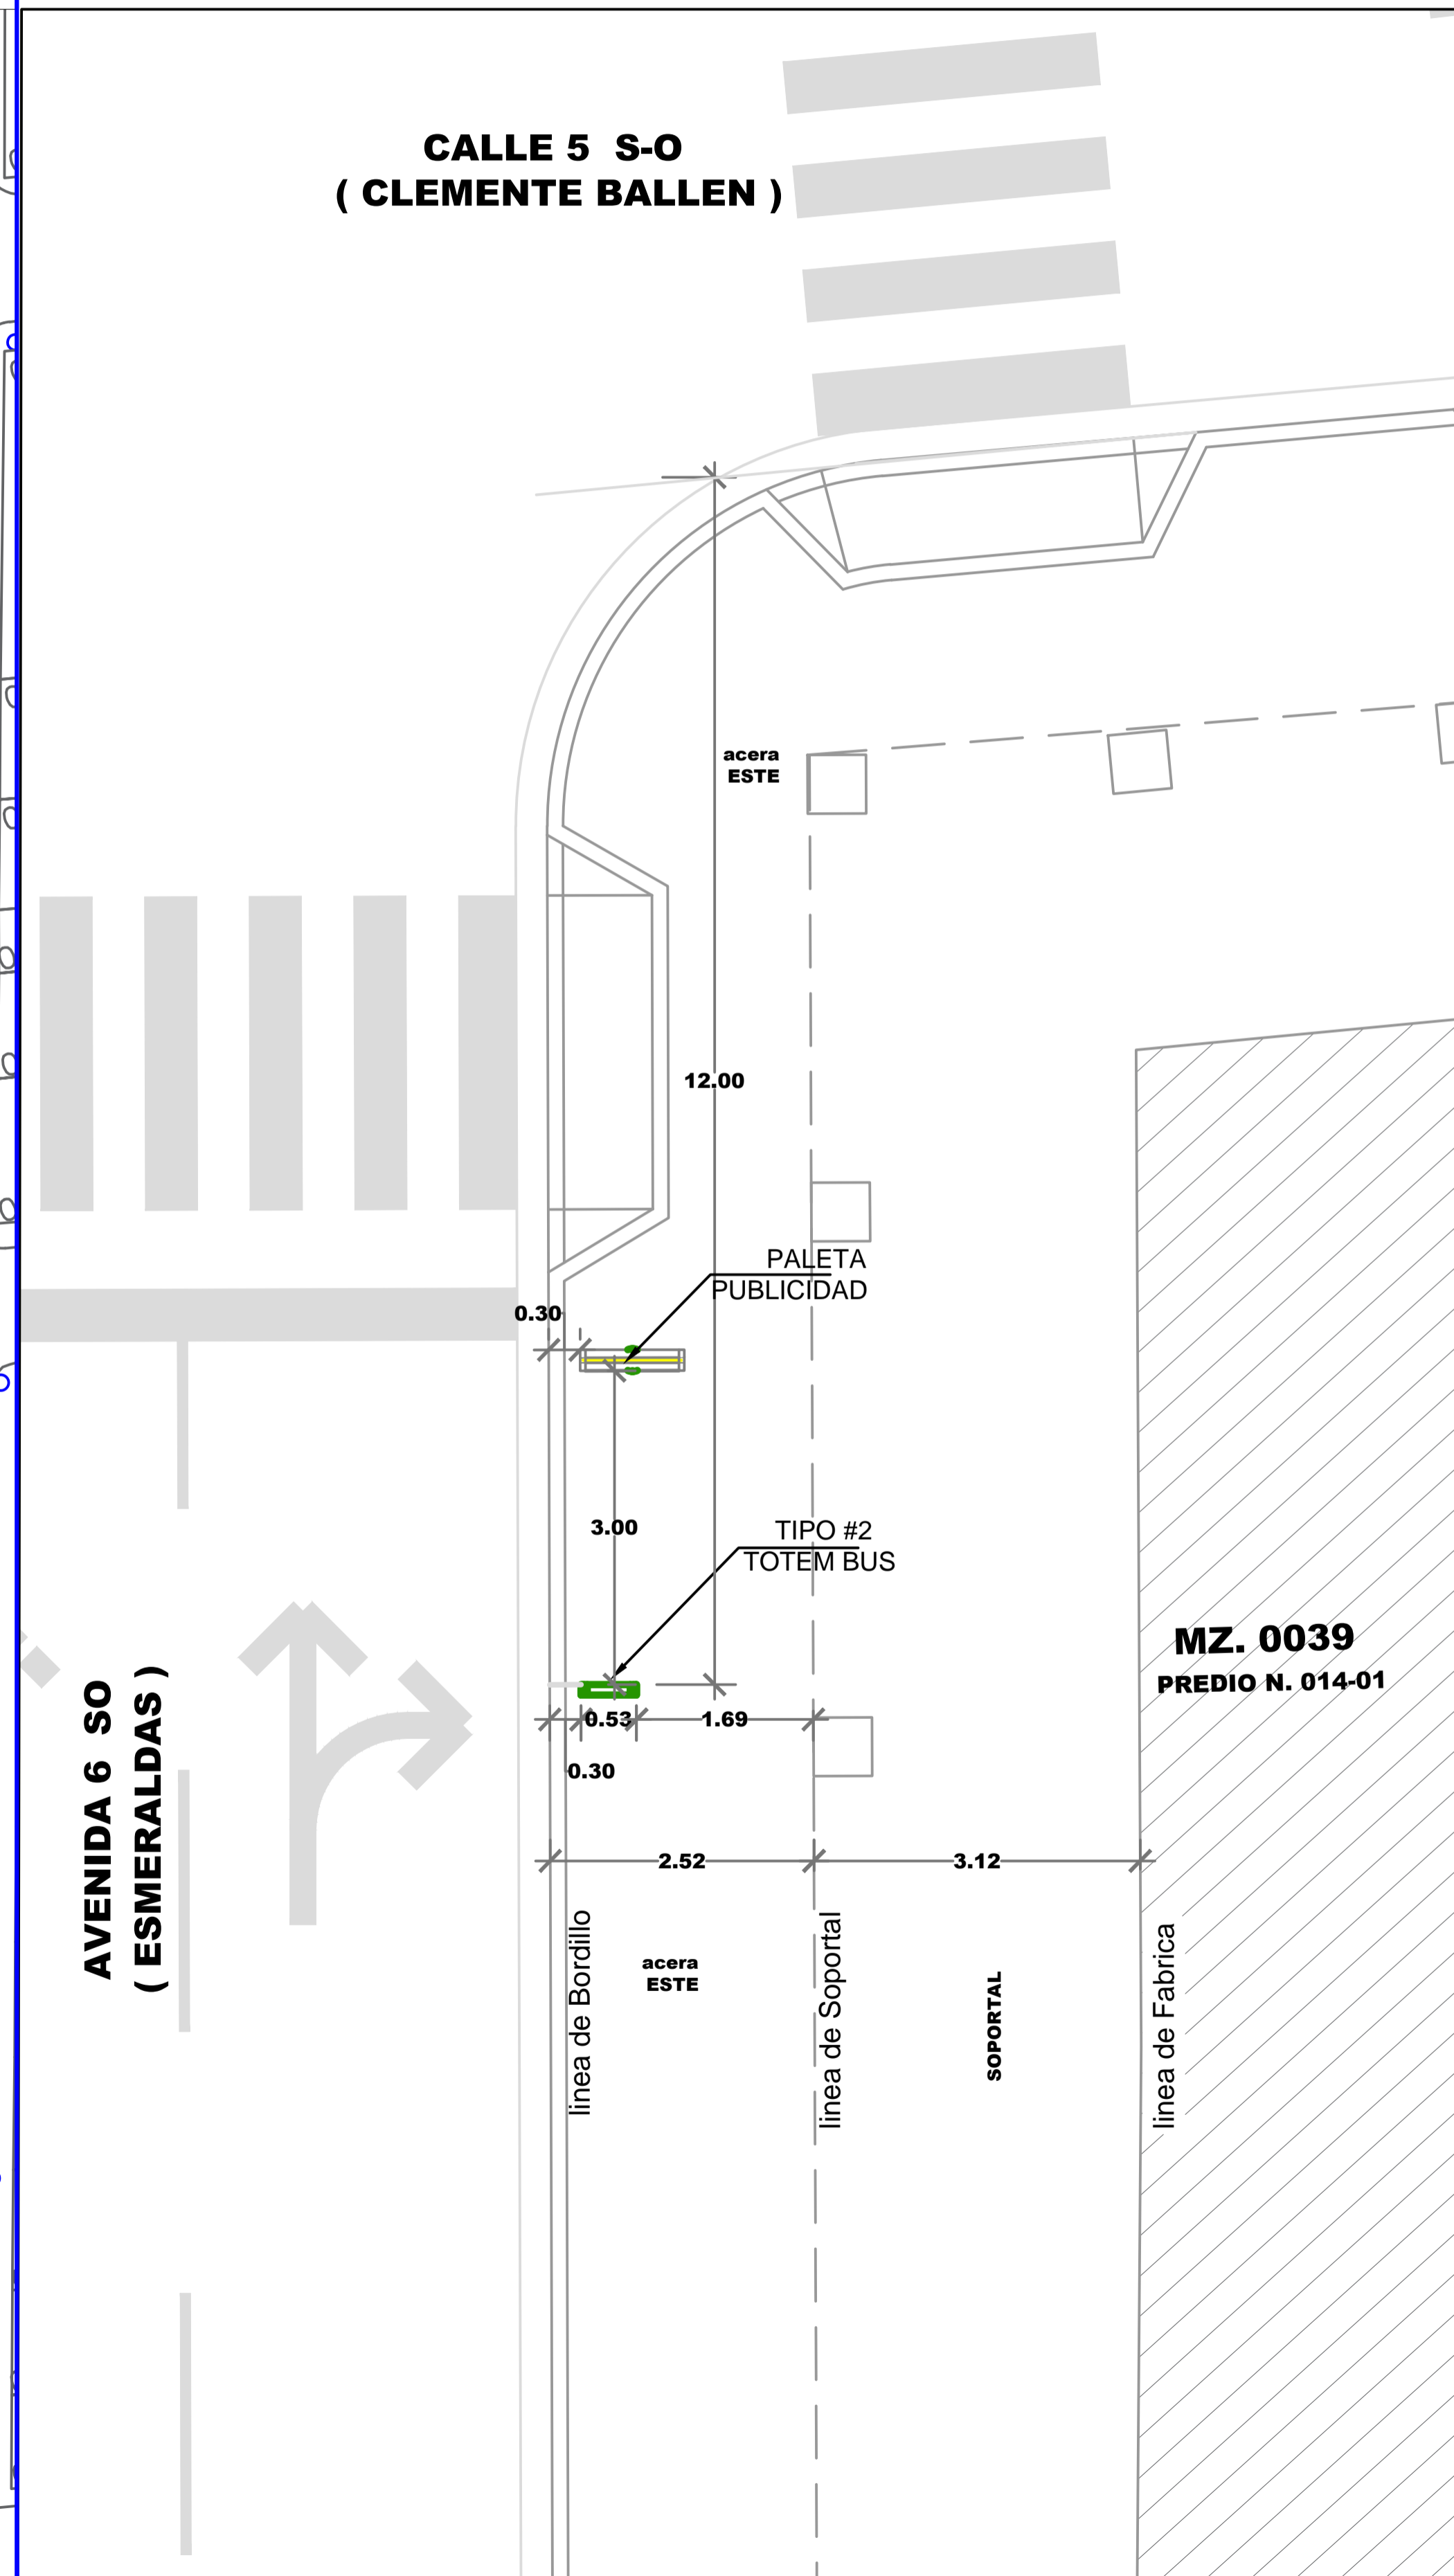 CALLE 5 S-O
( CLEMENTE BALLEN )
acera
ESTE
12.00
PALETA
PUBLICIDAD
0.30
3.00
TIPO #2
TOTEM BUS
MZ. 0039
PREDIO N. 014-01
AVENIDA 6 SO
( ESMERALDAS )
0.53
1.69
0.30
2.52
3.12
linea de Bordillo
acera
ESTE
linea de Soportal
SOPORTAL
linea de Fabrica